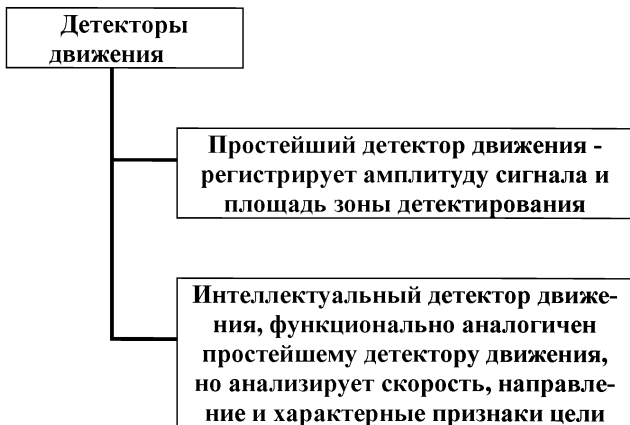 Детекторы
движения
Простейший детектор движения -
регистрирует амплитуду сигнала и
площадь зоны детектирования
Интеллектуальный детектор движе-
ния, функционально аналогичен
простейшему детектору движения,
но анализирует скорость, направле-
ние и характерные признаки цели